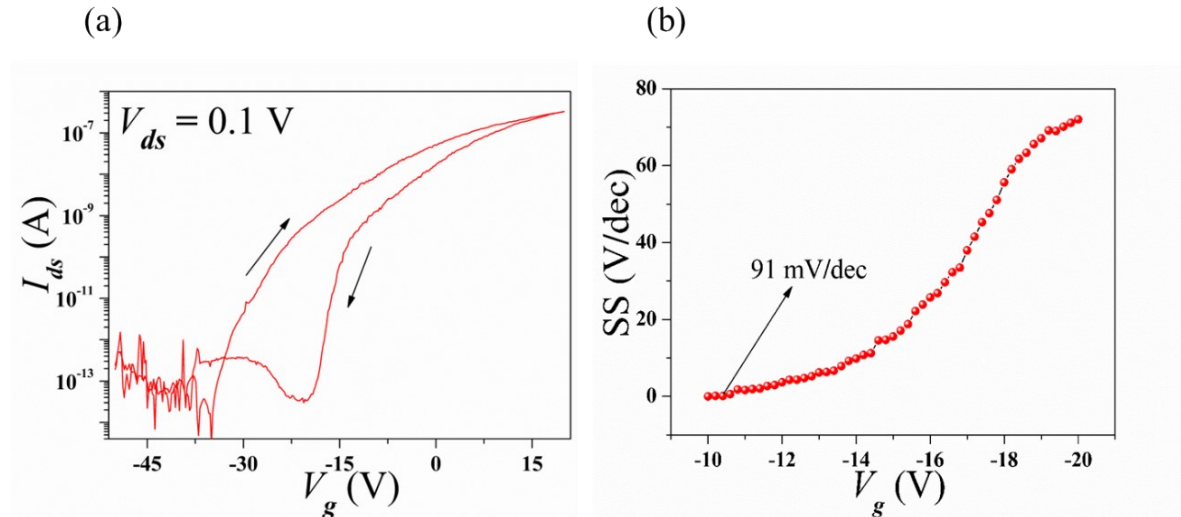 (a)
(b)
V_ds = 0.1 V
I_ds (A)
10^-7
10^-9
10^-11
10^-13
-45 -30 -15 0 15
V_g (V)
SS (V/dec)
80
60
40
20
0
91 mV/dec
-10 -12 -14 -16 -18 -20
V_g (V)